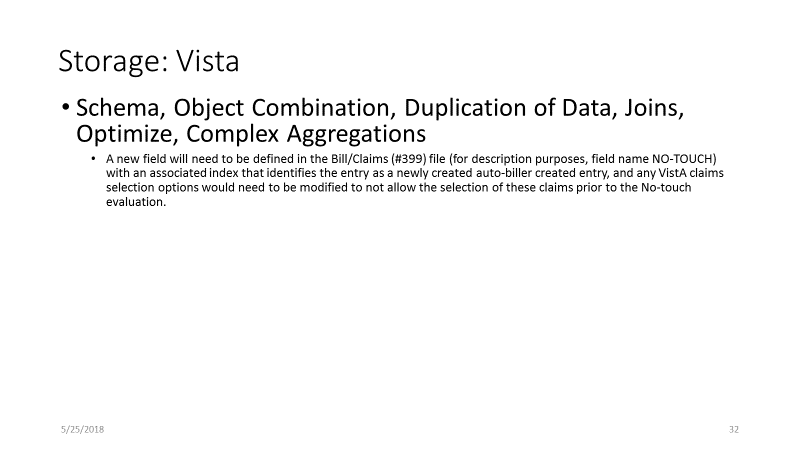 Storage: Vista
• Schema, Object Combination, Duplication of Data, Joins,
Optimize, Complex Aggregations
• A new field will need to be defined in the Bill/Claims (#399) file (for description purposes, field name NO-TOUCH)
with an associated index that identifies the entry as a newly created auto-biller created entry, and any VistA claims
selection options would need to be modified to not allow the selection of these claims prior to the No-touch
evaluation.
5/25/2018
32